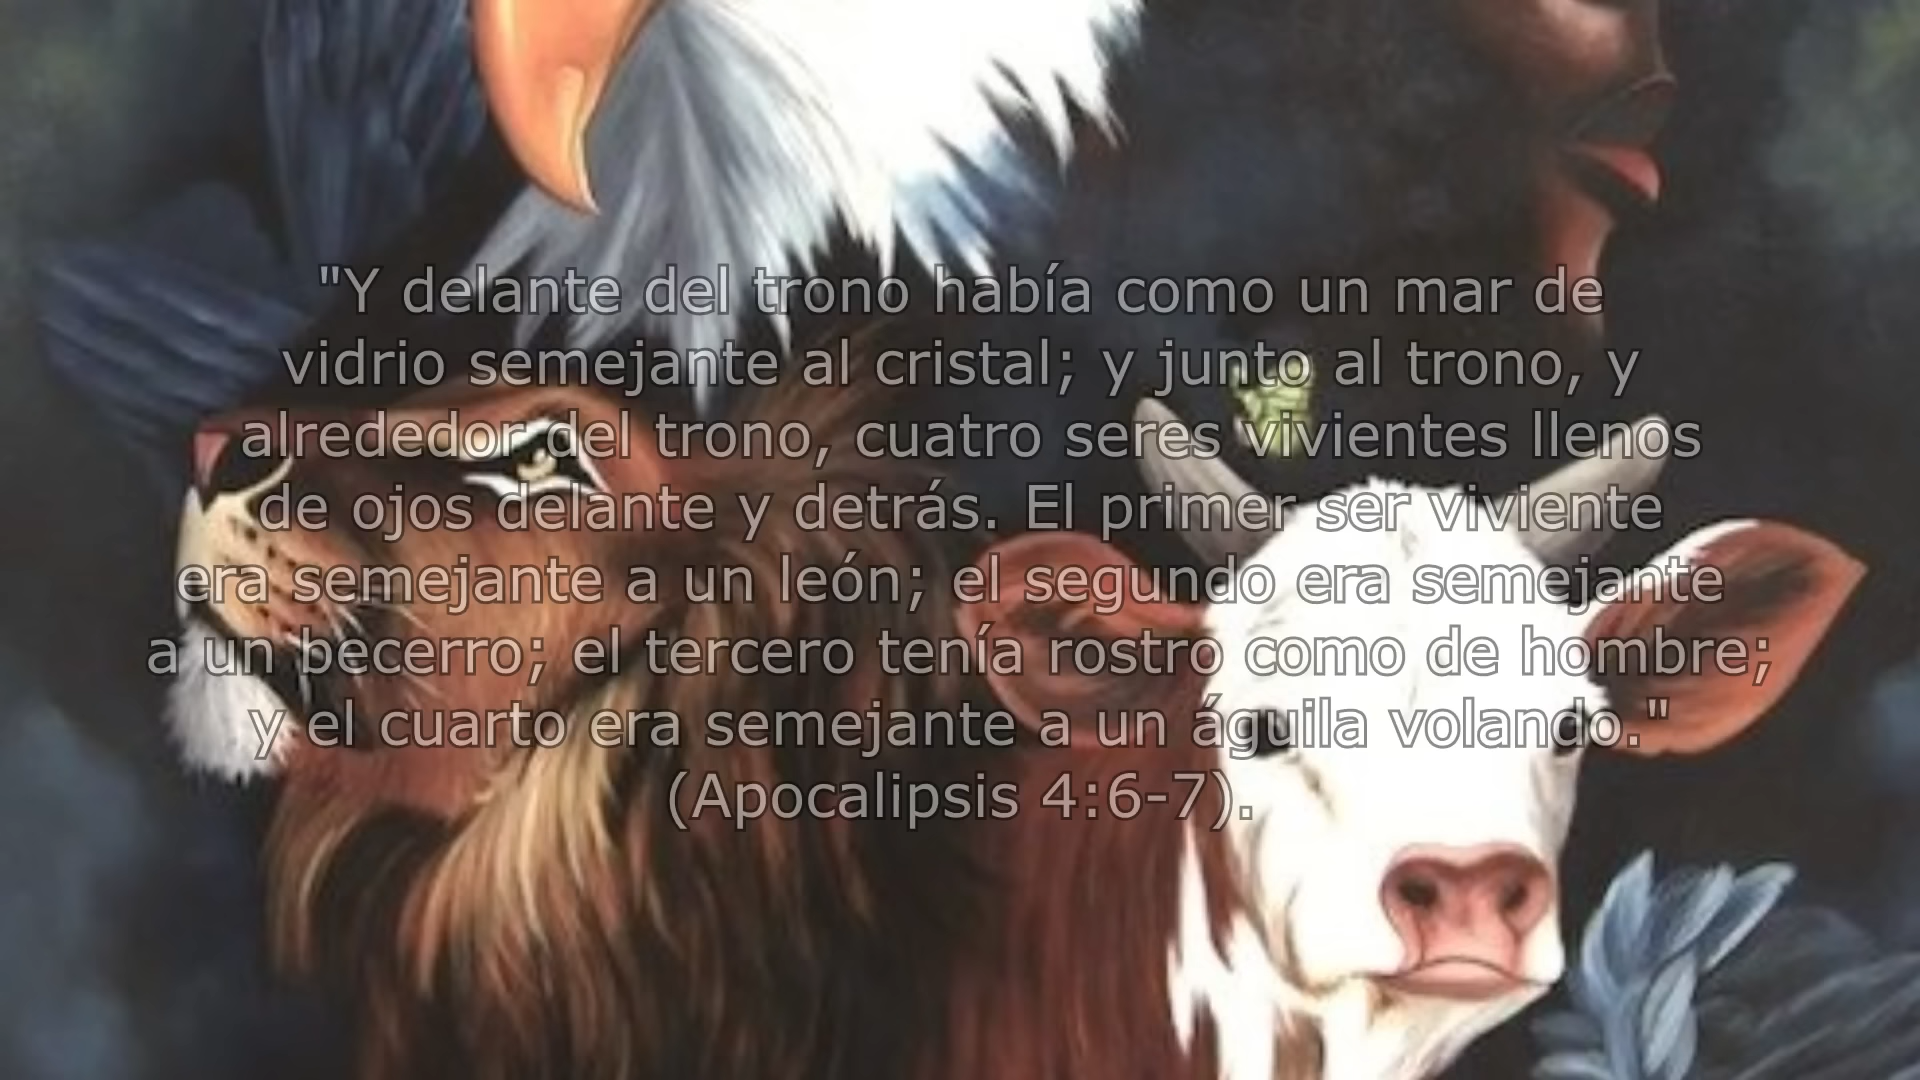 "Y delante del trono había como un mar de
vidrio semejante al cristal; y junto al trono, y
alrededor del trono, cuatro seres vivientes llenos
de ojos delante y detrás. El primer ser viviente
era semejante a un león; el segundo era semejante
a un becerro; el tercero tenía rostro como de hombre;
y el cuarto era semejante a un águila volando."
(Apocalipsis 4:6-7).